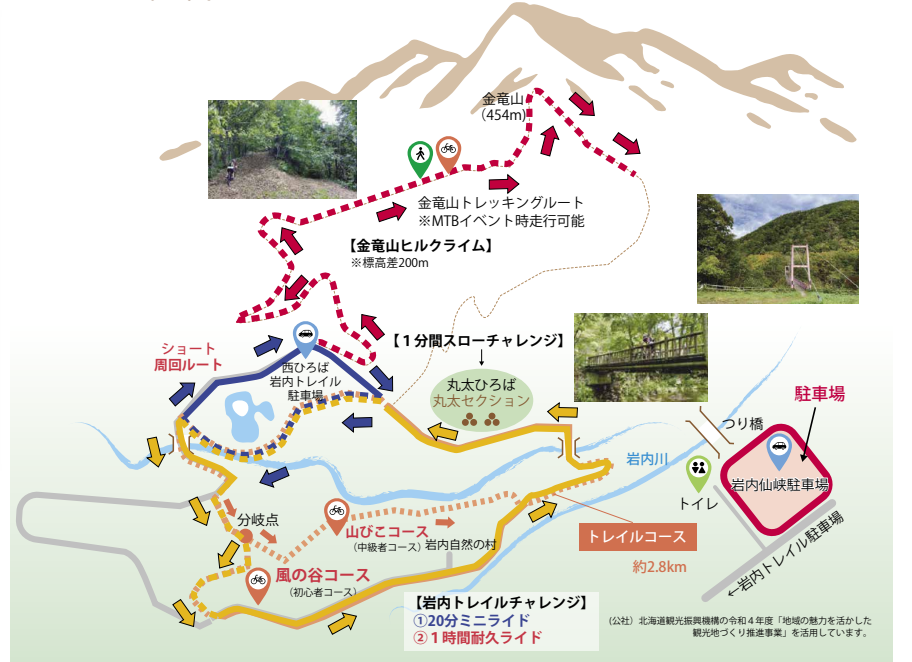 金竜山
(454m)
金竜山トレッキングルート
※MTBイベント時走行可能
【金竜山ヒルクライム】
※標高差200m
ショート
周回ルート
西ひろば
岩内トレイル
駐車場
【１分間スローチャレンジ】
丸太ひろば
丸太セクション
つり橋
駐車場
岩内川
岩内仙峡駐車場
トイレ
分岐点
山びこコース
（中級者コース）
岩内自然の村
トレイルコース
約2.8km
←岩内トレイル駐車場
風の谷コース
（初心者コース）
【岩内トレイルチャレンジ】
①20分ミニライド
②１時間耐久ライド
(公社）北海道観光振興機構の令和４年度「地域の魅力を活かした
観光地づくり推進事業」を活用しています。